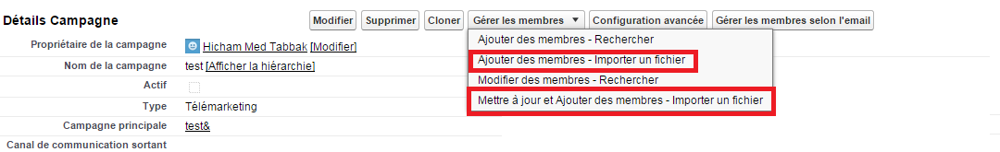 Détails Campagne
Modifier Supprimer Cloner Gérer les membres Configuration avancée Gérer les membres selon l'email
Ajouter des membres - Rechercher
Ajouter des membres - Importer un fichier
Modifier des membres - Rechercher
Mettre à jour et Ajouter des membres - Importer un fichier
Propriétaire de la campagne Hicham Med Tabbak [Modifier]
Nom de la campagne test [Afficher la hiérarchie]
Actif
Type Télémarketing
Campagne principale test&
Canal de communication sortant